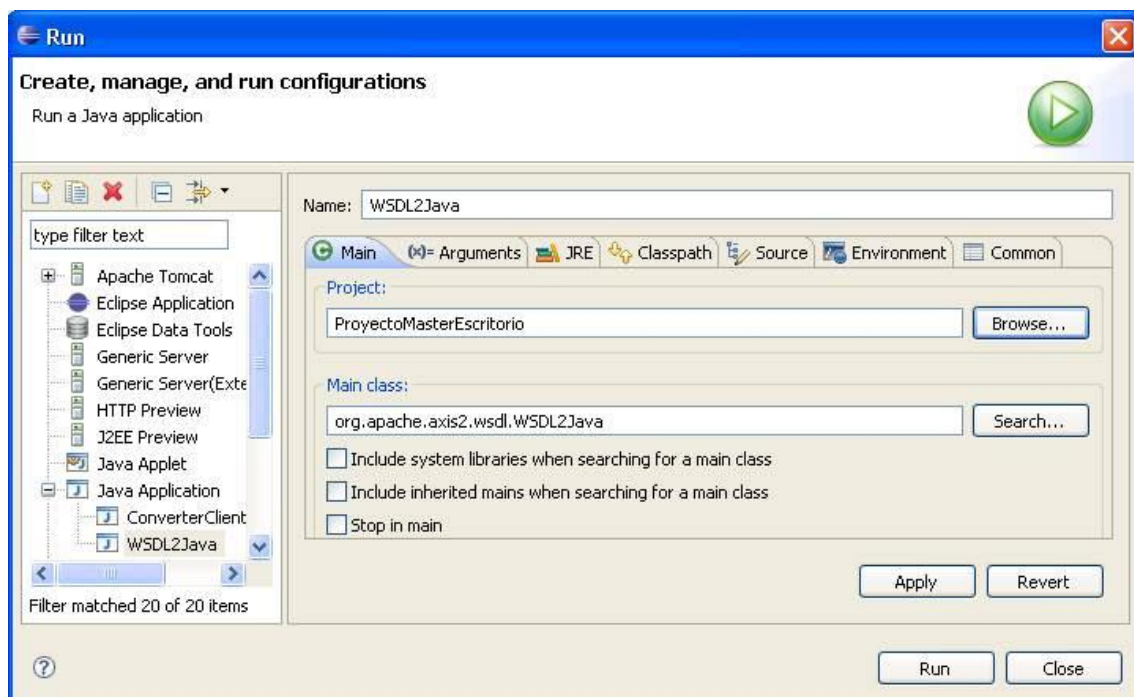 Run
Create, manage, and run configurations
Run a Java application
type filter text
Apache Tomcat
Eclipse Application
Eclipse Data Tools
Generic Server
Generic Server(Exte
HTTP Preview
J2EE Preview
Java Applet
Java Application
ConverterClient
WSDL2Java
Filter matched 20 of 20 items
Name: WSDL2Java
Main (x)= Arguments JRE Classpath Source Environment Common
Project:
ProyectoMasterEscritorio Browse...
Main class:
org.apache.axis2.wsdl.WSDL2Java Search...
Include system libraries when searching for a main class
Include inherited mains when searching for a main class
Stop in main
Apply Revert
? Run Close